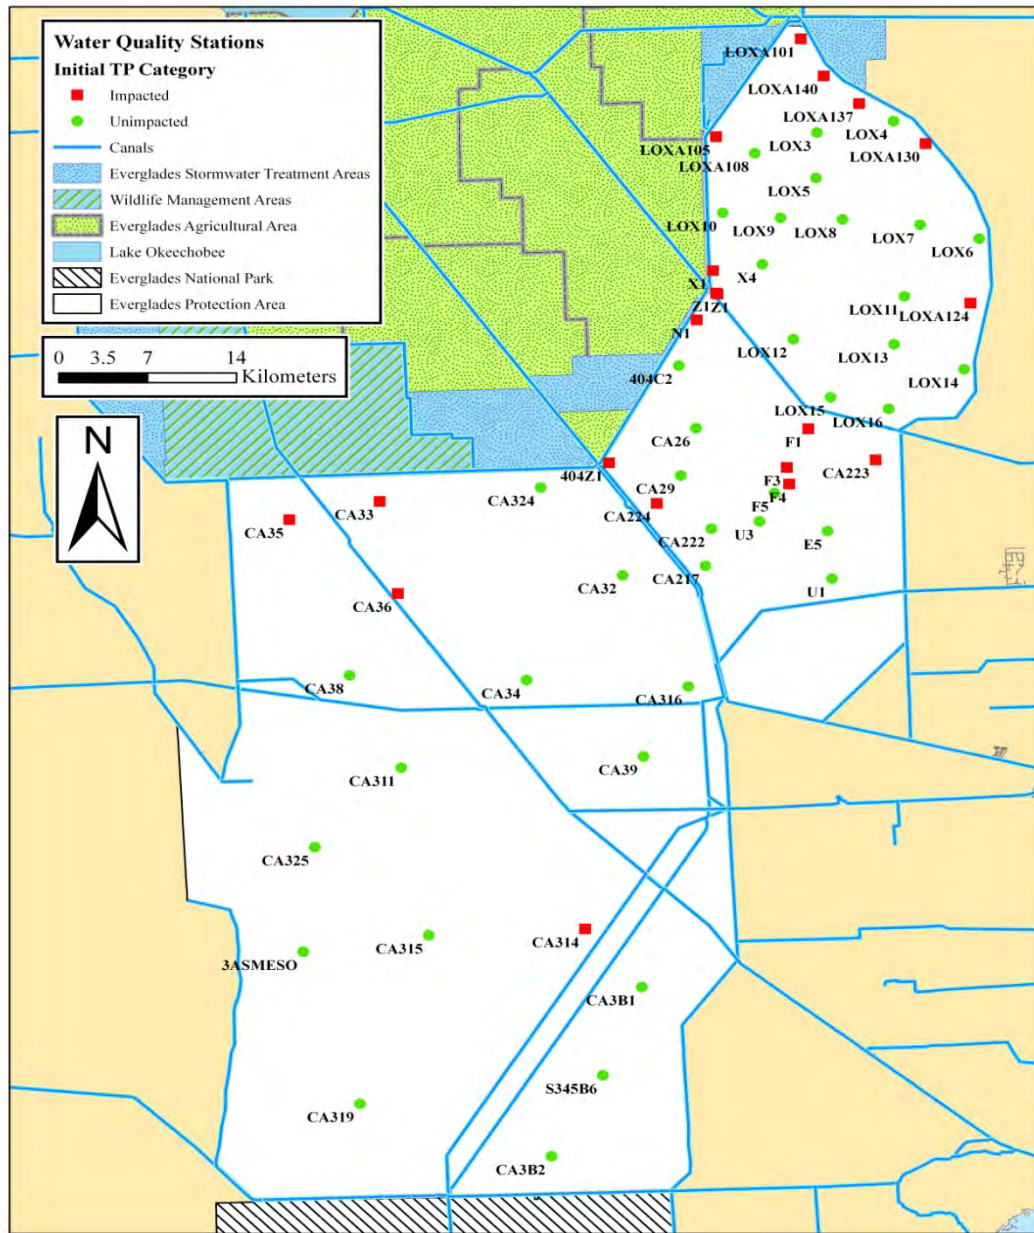 Water Quality Stations
Initial TP Category
Impacted
Unimpacted
Canals
Everglades Stormwater Treatment Areas
Wildlife Management Areas
Everglades Agricultural Area
Lake Okeechobee
Everglades National Park
Everglades Protection Area
0 3.5 7 14
Kilometers
N
LOXA101
LOXA140
LOXA137
LOX4
LOX3
LOXA105
LOXA130
LOXA108
LOX5
LOX10
LOX9
LOX8
LOX7
LOX6
X4
X1
Z1
Z1
LOX11
LOXA124
N1
LOX12
LOX13
404C2
LOX14
LOX15
LOX16
CA26
F1
404Z1
CA29
F3
CA223
CA324
F4
CA224
F5
CA33
CA35
CA222
U3
E5
CA217
CA32
U1
CA36
CA38
CA34
CA316
CA39
CA311
CA325
CA314
CA315
3ASMESO
CA3B1
S345B6
CA319
CA3B2